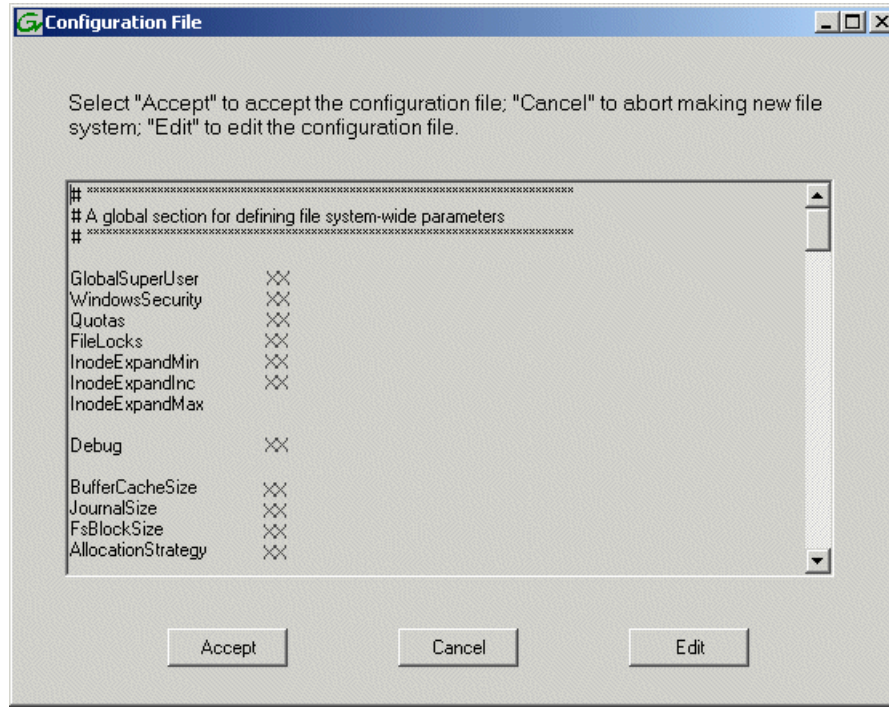 Configuration File
Select "Accept" to accept the configuration file; "Cancel" to abort making new file
system; "Edit" to edit the configuration file.
# ****************************************************************************
# A global section for defining file system-wide parameters
# ****************************************************************************
GlobalSuperUser XX
WindowsSecurity XX
Quotas XX
FileLocks XX
InodeExpandMin XX
InodeExpandInc XX
InodeExpandMax
Debug XX
BufferCacheSize XX
JournalSize XX
FsBlockSize XX
AllocationStrategy XX
Accept Cancel Edit